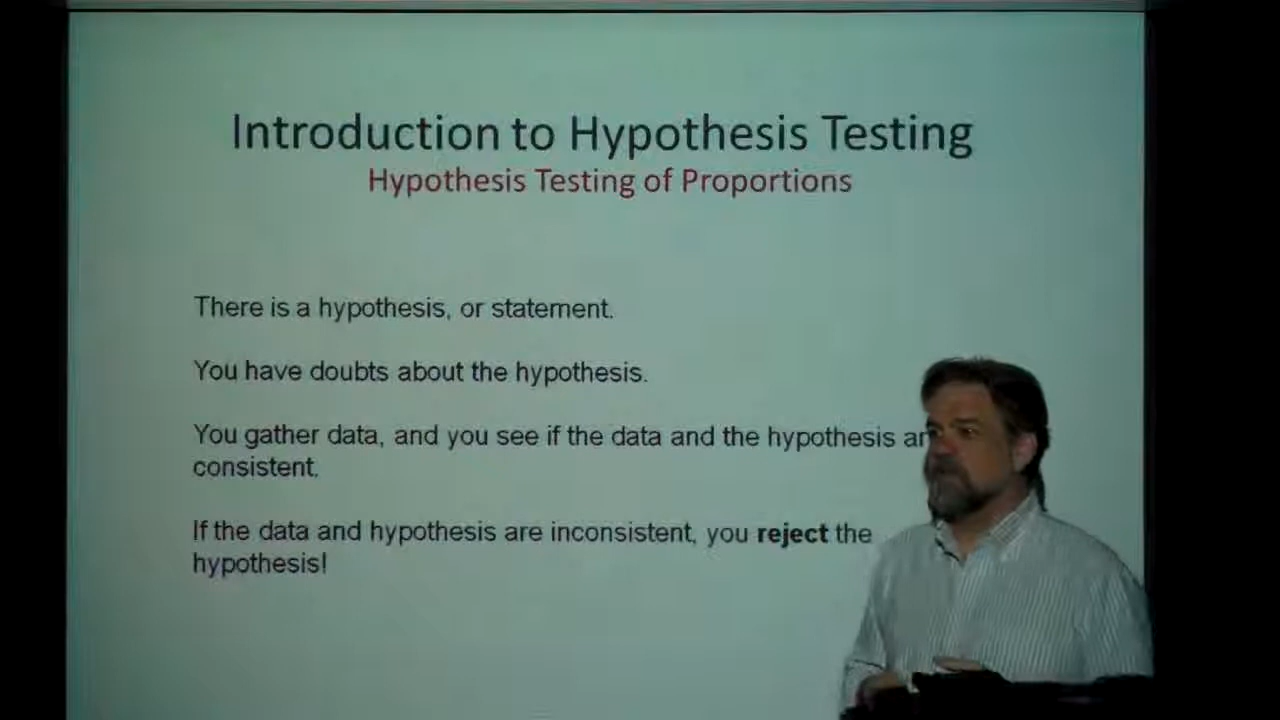 Introduction to Hypothesis Testing
Hypothesis Testing of Proportions
There is a hypothesis, or statement.
You have doubts about the hypothesis.
You gather data, and you see if the data and the hypothesis
consistent.
If the data and hypothesis are inconsistent, you reject the
hypothesis!